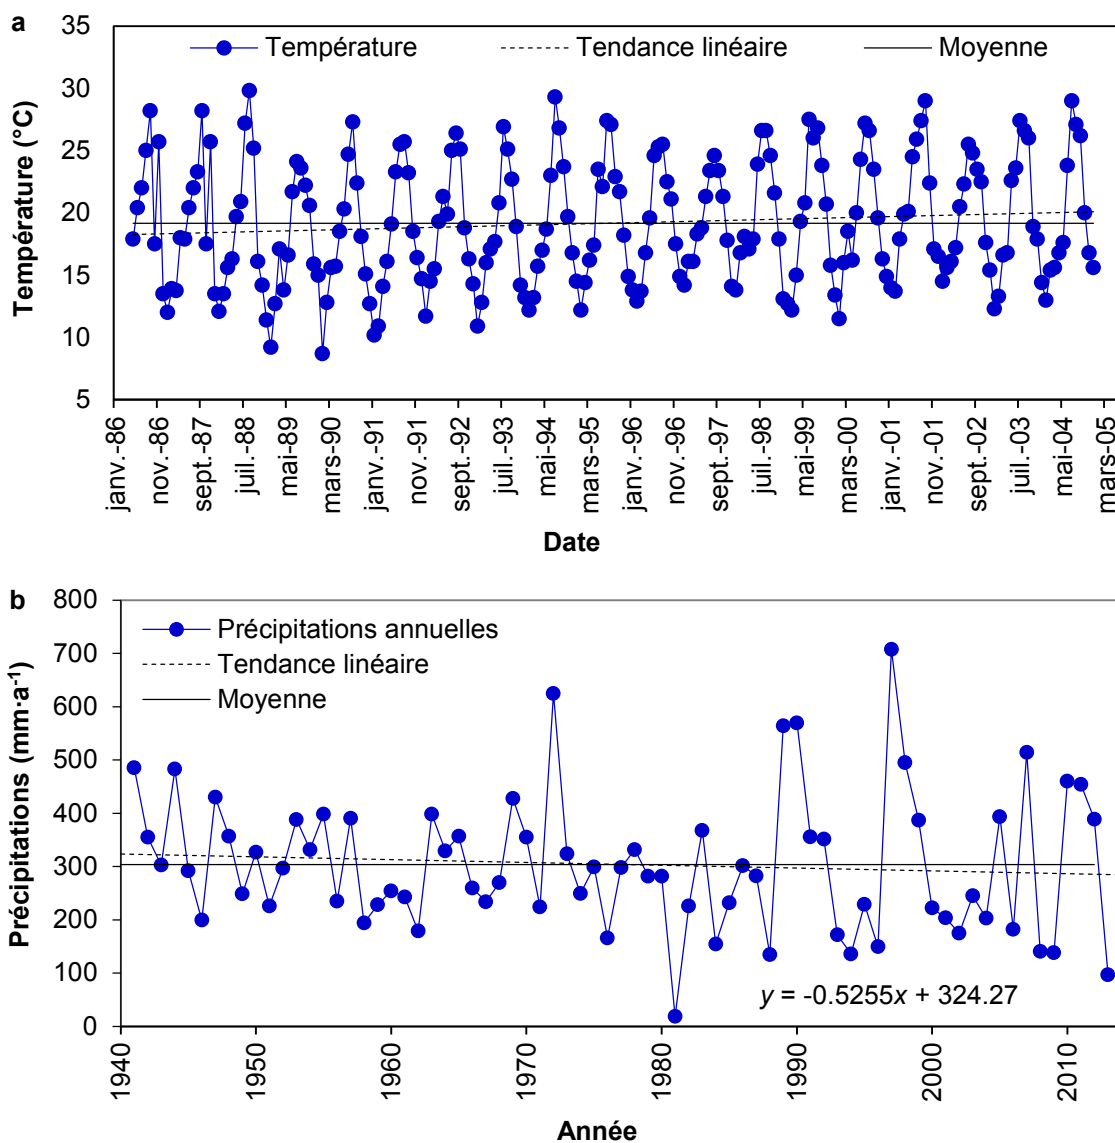 a
Température
Tendance linéaire
Moyenne
35
30
25
20
15
10
5
Température (°C)
janv.-86
nov.-86
sept.-87
juil.-88
mai-89
mars-90
janv.-91
nov.-91
sept.-92
juil.-93
mai-94
mars-95
janv.-96
nov.-96
sept.-97
juil.-98
mai-99
mars-00
janv.-01
nov.-01
sept.-02
juil.-03
mai-04
mars-05
Date
b
Précipitations annuelles
Tendance linéaire
Moyenne
800
700
600
500
400
300
200
100
0
Précipitations (mm·a⁻¹)
y = -0.5255x + 324.27
1940
1950
1960
1970
1980
1990
2000
2010
Année